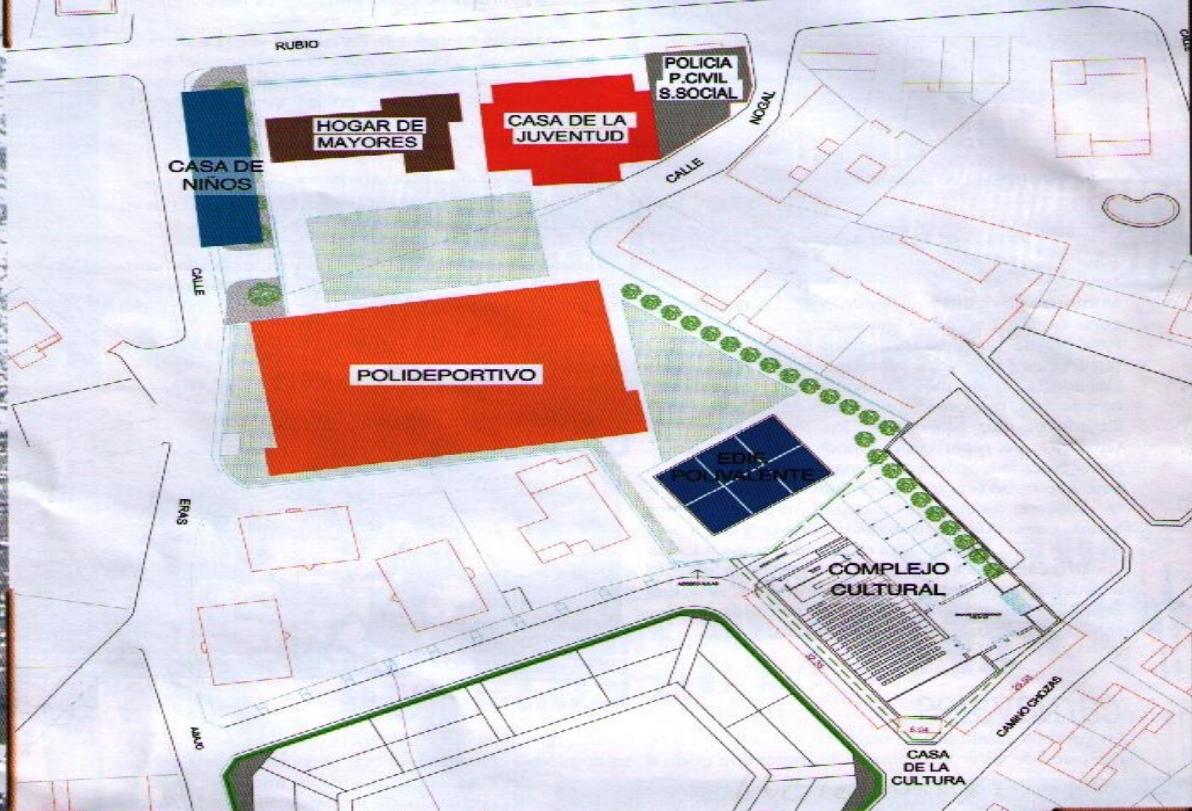 RUBIO
POLICIA
P.CIVIL
S.SOCIAL
NOGAL
CALLE
HOGAR DE
MAYORES
CASA DE LA
JUVENTUD
CASA DE
NIÑOS
CALLE
POLIDEPORTIVO
EDIF
POLIVALENTE
ERAS
COMPLEJO
CULTURAL
ABAJO
CAMINO CHOZAS
CASA
DE LA
CULTURA